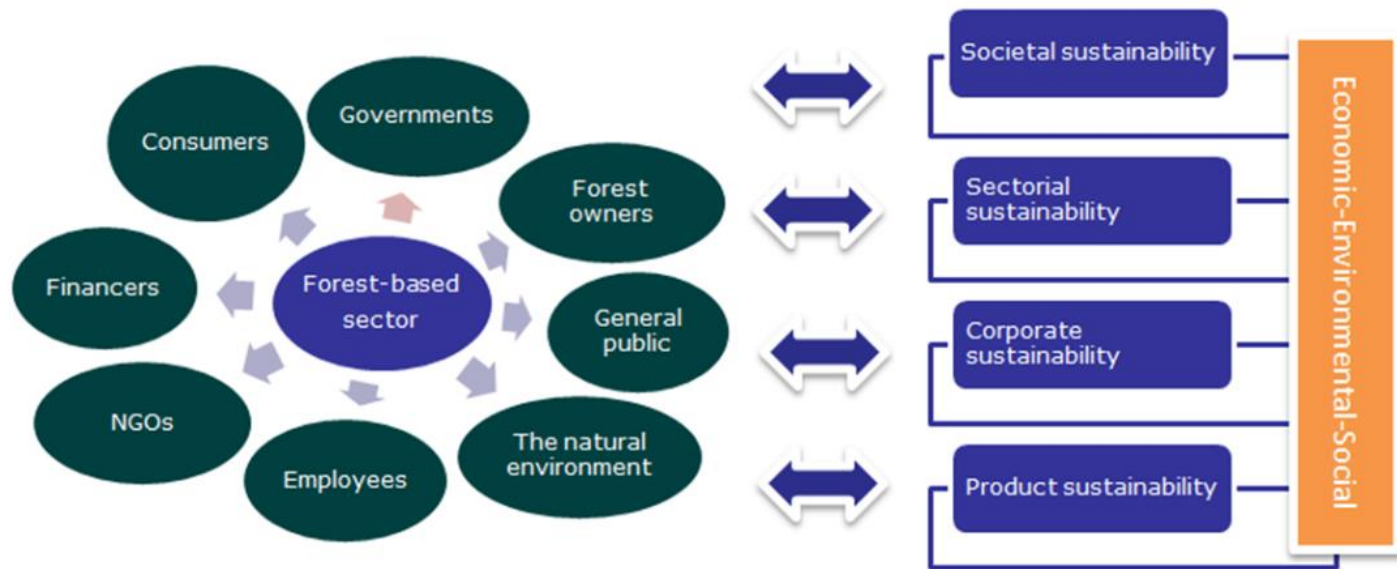 Governments
Consumers
Forest
owners
Financers
Forest-based
sector
General
public
NGOs
The natural
environment
Employees
Societal sustainability
Sectorial
sustainability
Corporate
sustainability
Product sustainability
Economic-Environmental-Social